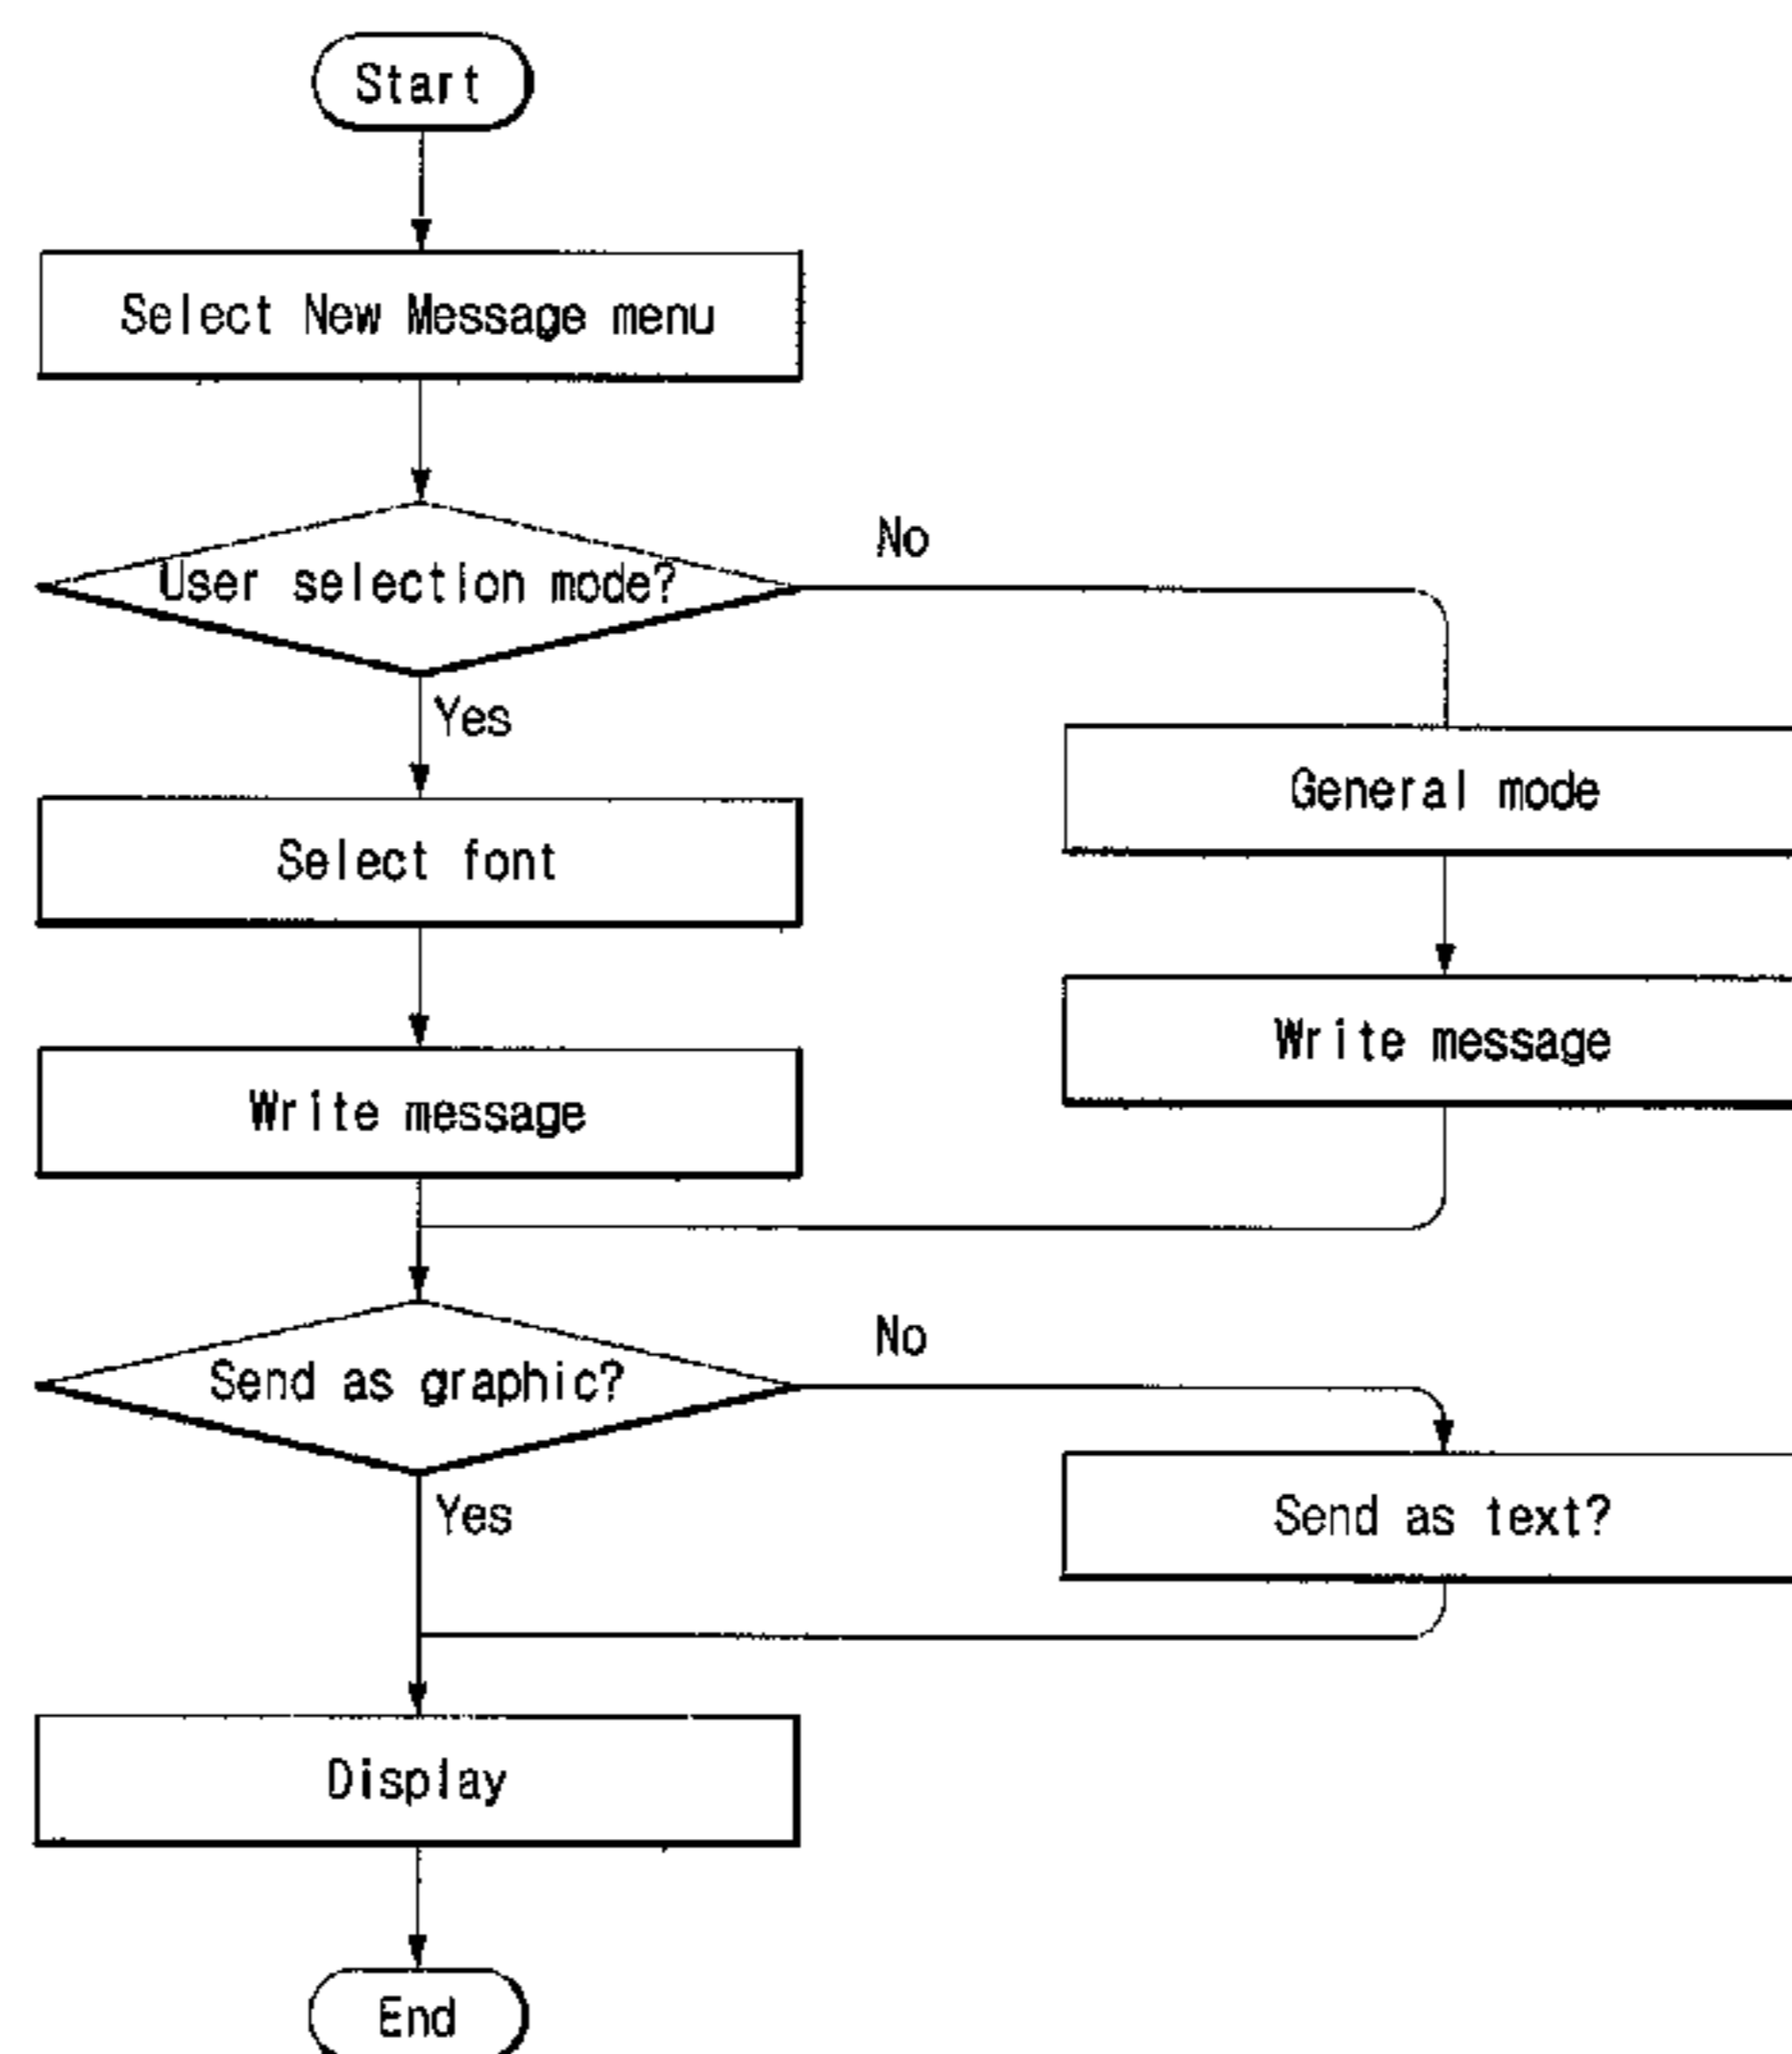 Start
Select New Message menu
User selection mode?
No
Yes
General mode
Select font
Write message
Write message
Send as graphic?
No
Yes
Send as text?
Display
End